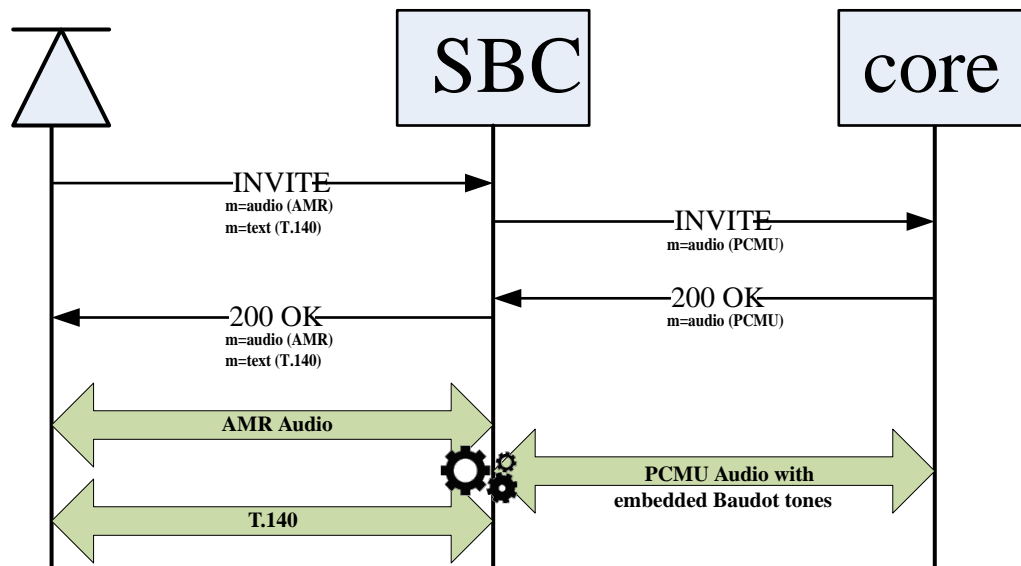 SBC
core
INVITE
m=audio (AMR)
m=text (T.140)
INVITE
m=audio (PCMU)
200 OK
m=audio (PCMU)
200 OK
m=audio (AMR)
m=text (T.140)
AMR Audio
PCMU Audio with
embedded Baudot tones
T.140